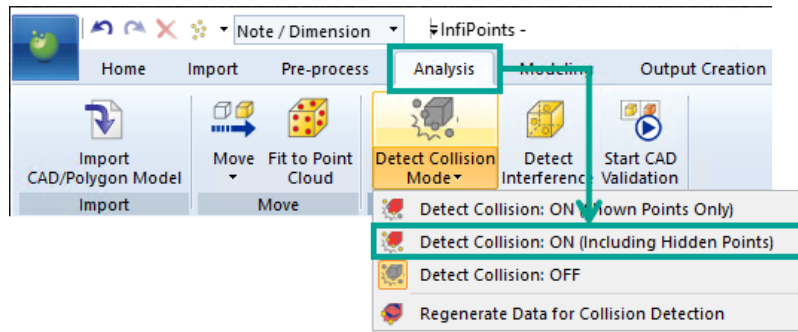 Note / Dimension
InfiPoints -
Home Import Pre-process Analysis Modeling Output Creation
Import
CAD/Polygon Model
Move
Fit to Point
Cloud
Detect Collision
Mode
Detect
Interference
Start CAD
Validation
Import
Move
Detect Collision: ON (Shown Points Only)
Detect Collision: ON (Including Hidden Points)
Detect Collision: OFF
Regenerate Data for Collision Detection